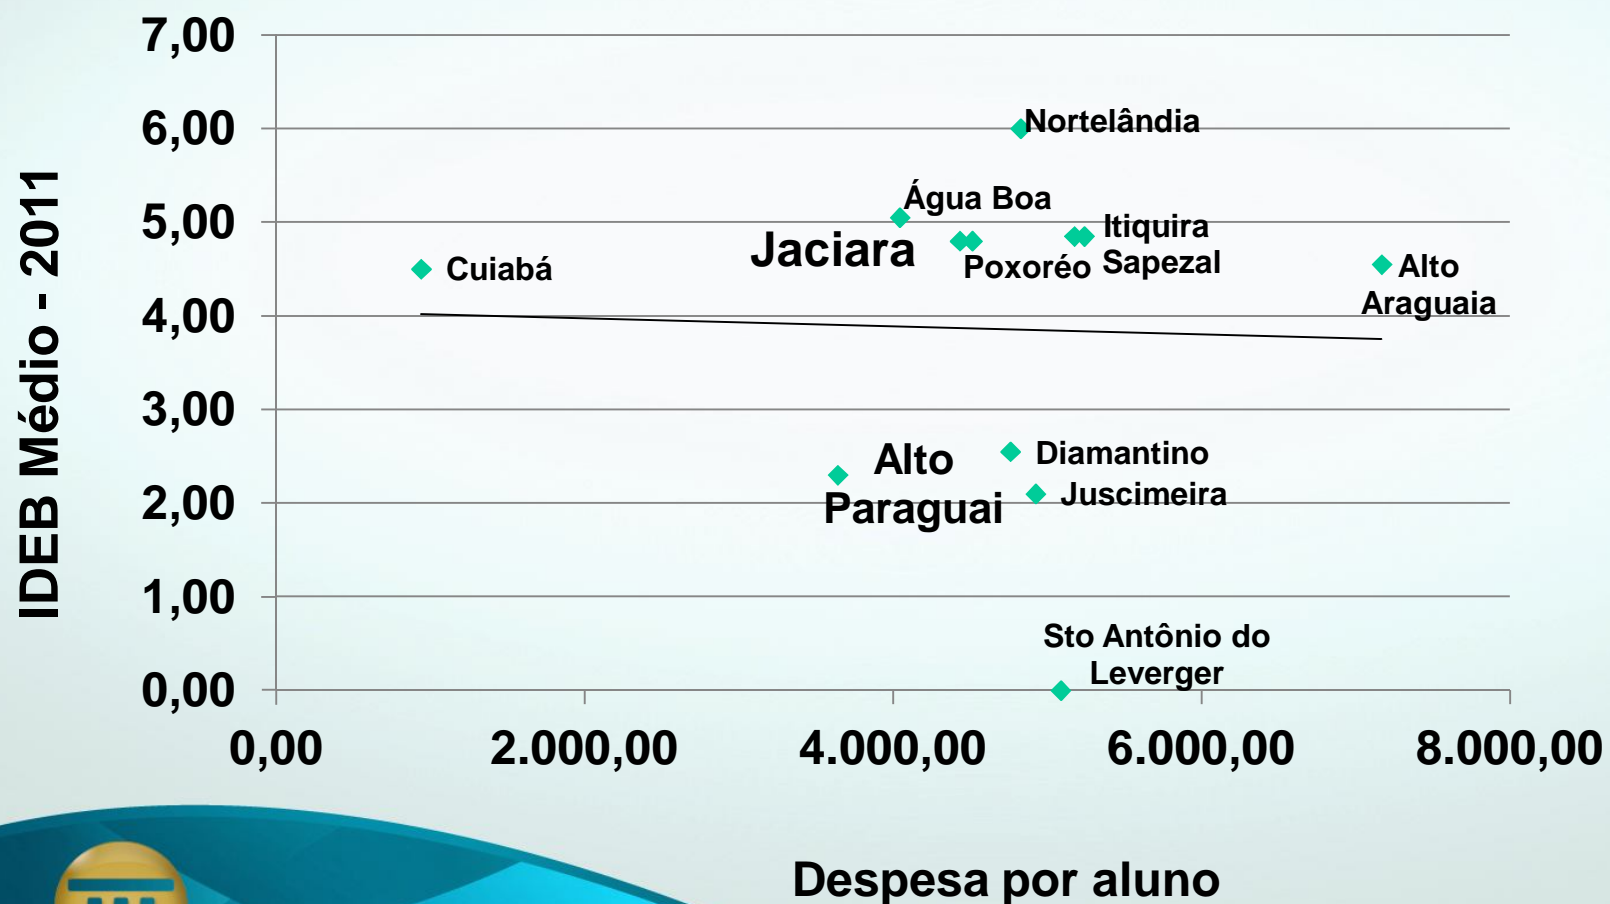 7,00
6,00
5,00
4,00
3,00
2,00
1,00
0,00
IDEB Médio - 2011
Nortelândia
Água Boa
Jaciara
Poxoréo
Itiquira
Sapezal
Cuiabá
Alto
Araguaia
Alto
Paraguai
Diamantino
Juscimeira
Sto Antônio do
Leverger
0,00 2.000,00 4.000,00 6.000,00 8.000,00
Despesa por aluno